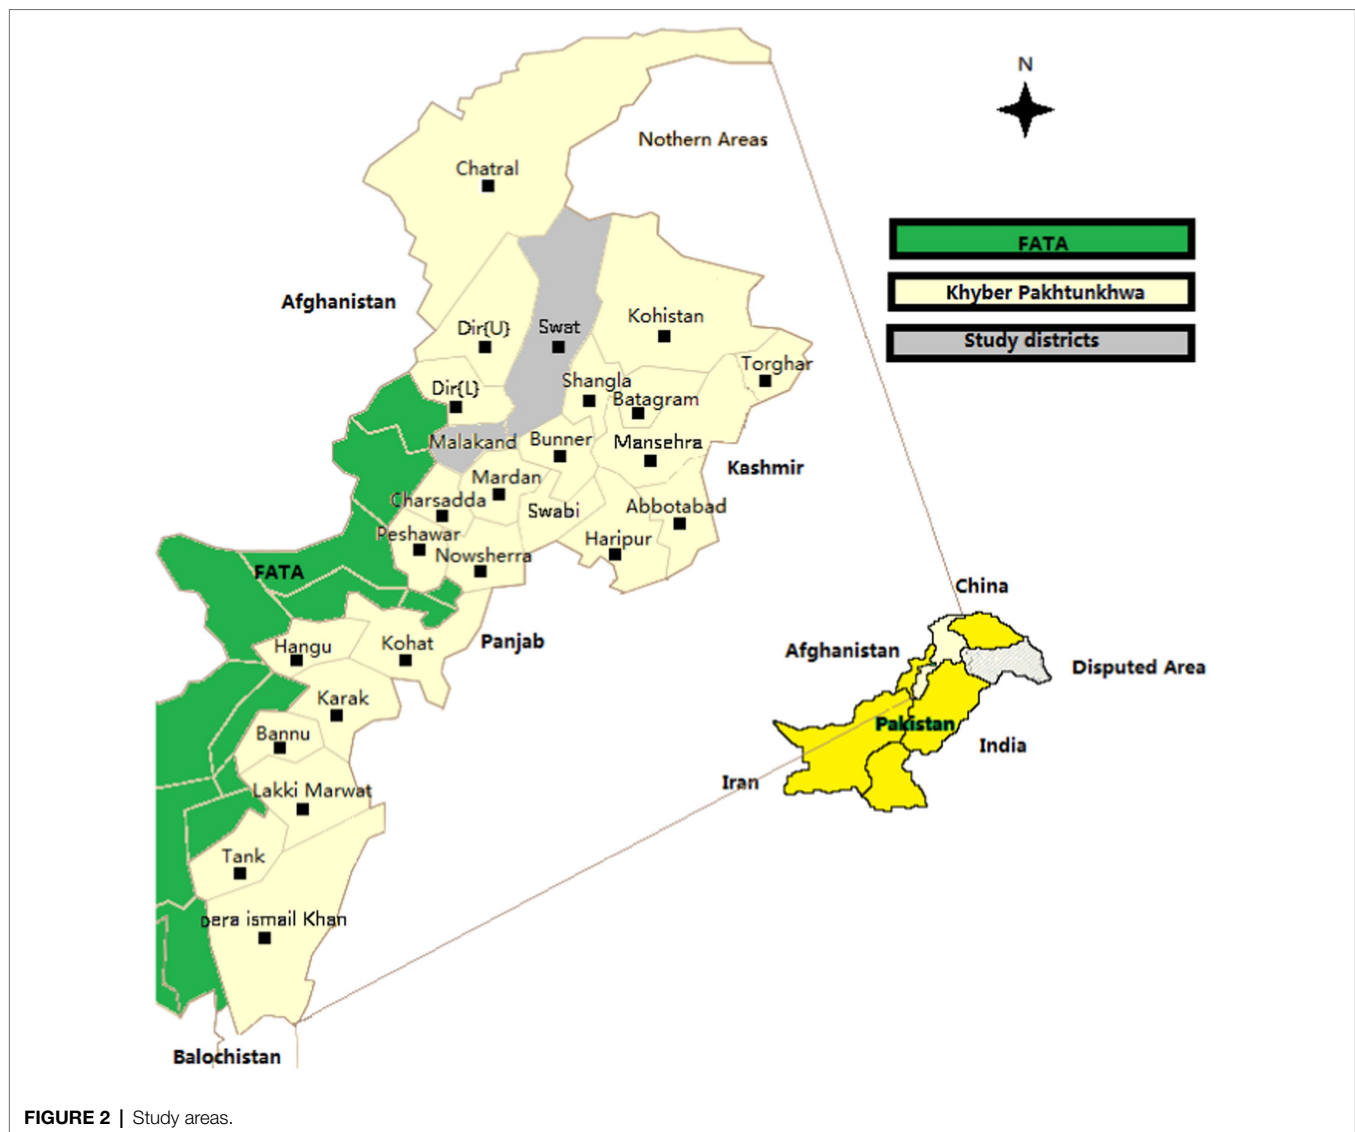 N
Nothern Areas
Chatral
FATA
Khyber Pakhtunkhwa
Study districts
Afghanistan
Dir{U}
Swat
Kohistan
Torghar
Dir{L}
Shangla
Batagram
Malakand
Bunner
Mansehra
Kashmir
Mardan
Charsadda
Swabi
Abbotabad
Peshawar
Nowsherra
Haripur
FATA
China
Hangu
Kohat
Panjab
Afghanistan
Disputed Area
Karak
Bannu
Pakistan
India
Iran
Lakki Marwat
Tank
Dera ismail Khan
Balochistan
FIGURE 2 | Study areas.